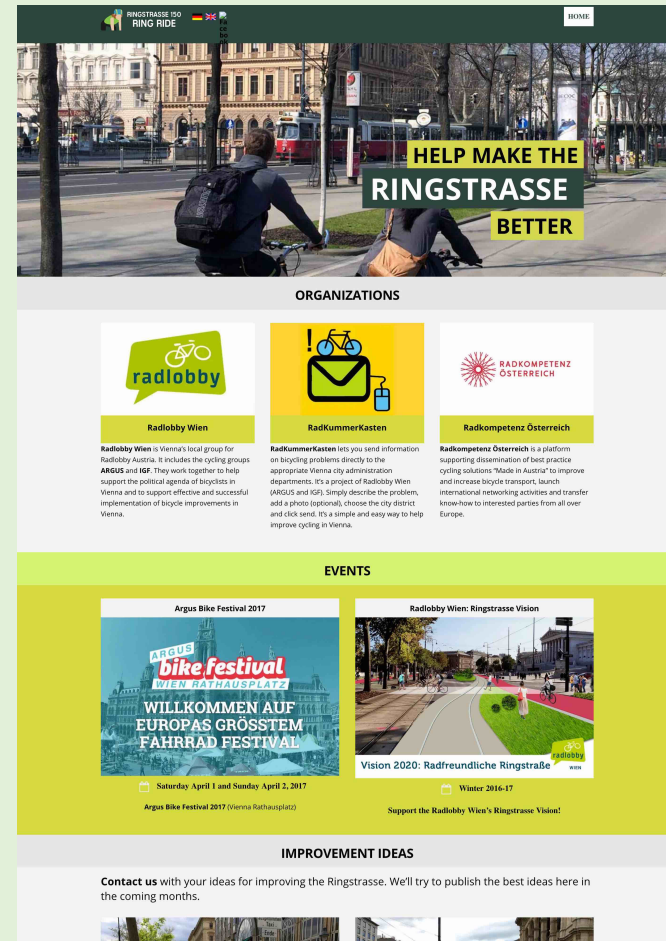 RINGSTRASSE 150
RING RIDE
Facebook
HOME
HELP MAKE THE
RINGSTRASSE
BETTER
ORGANIZATIONS
radlobby
RADKOMPETENZ
ÖSTERREICH
Radlobby Wien
RadKummerKasten
Radkompetenz Österreich
Radlobby Wien is Vienna's local group for
Radlobby Austria. It includes the cycling groups
ARGUS and IGF. They work together to help
support the political agenda of bicyclists in
Vienna and to support effective and successful
implementation of bicycle improvements in
Vienna.
RadKummerKasten lets you send information
on bicycling problems directly to the
appropriate Vienna city administration
departments. It's a project of Radlobby Wien
(ARGUS and IGF). Simply describe the problem,
add a photo (optional), choose the city district
and click send. It's a simple and easy way to help
improve cycling in Vienna.
Radkompetenz Österreich is a platform
supporting dissemination of best practice
cycling solutions "Made in Austria" to improve
and increase bicycle transport, launch
international networking activities and transfer
know-how to interested parties from all over
Europe.
EVENTS
Argus Bike Festival 2017
ARGUS
bike festival
WIEN RATHAUSPLATZ
WILLKOMMEN AUF
EUROPAS GRÖSSTEM
FAHRRAD FESTIVAL
Saturday April 1 and Sunday April 2, 2017
Argus Bike Festival 2017 (Vienna Rathausplatz)
Radlobby Wien: Ringstrasse Vision
Vision 2020: Radfreundliche Ringstraße
radlobby
WIEN
Winter 2016-17
Support the Radlobby Wien's Ringstrasse Vision!
IMPROVEMENT IDEAS
Contact us with your ideas for improving the Ringstrasse. We'll try to publish the best ideas here in
the coming months.